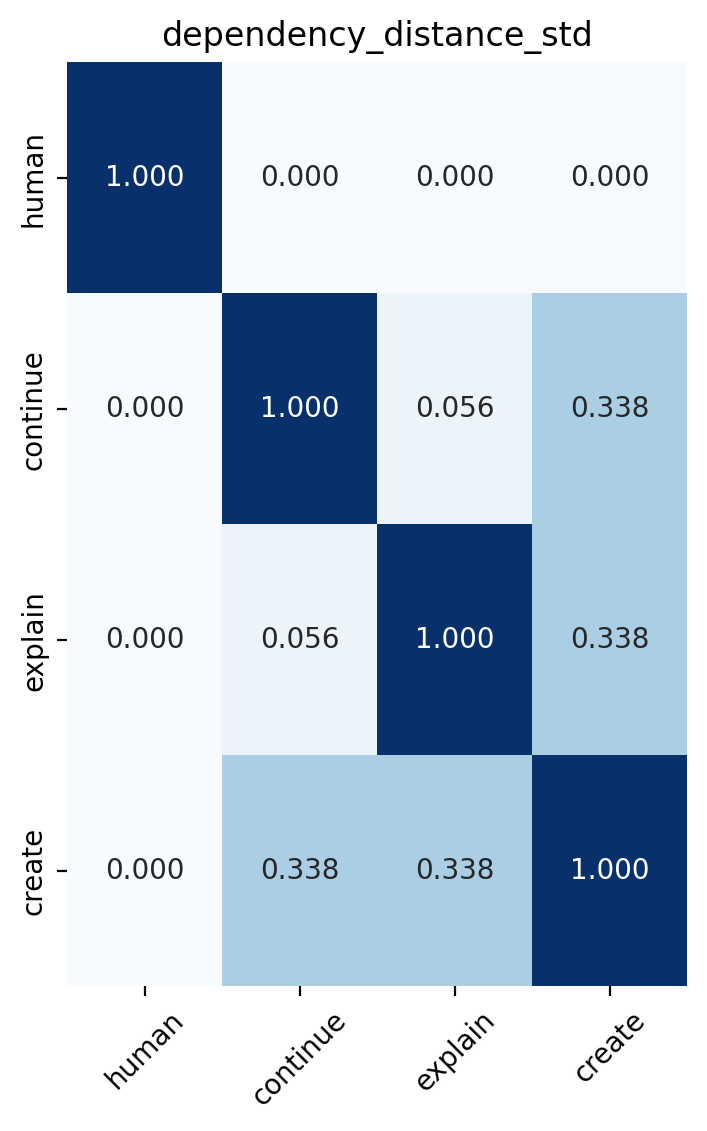 dependency_distance_std
human 1.000 0.000 0.000 0.000
continue 0.000 1.000 0.056 0.338
explain 0.000 0.056 1.000 0.338
create 0.000 0.338 0.338 1.000
human continue explain create